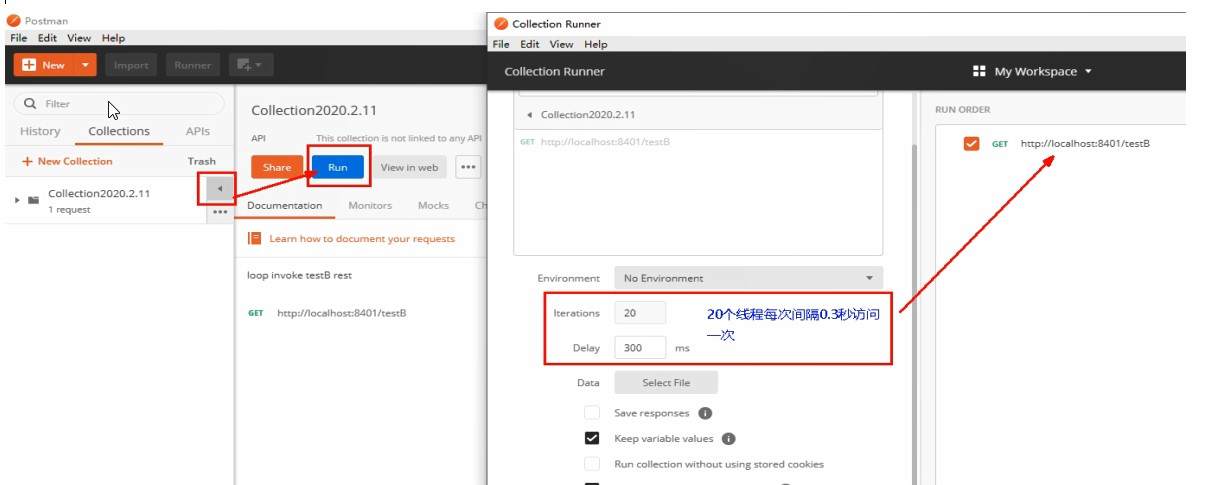 Postman
File Edit View Help
New Import Runner
Filter
History Collections APIs
+ New Collection Trash
Collection2020.2.11
1 request
Collection2020.2.11
API This collection is not linked to any API
Share Run View in web
Documentation Monitors Mocks Ch
Learn how to document your requests
loop invoke testB rest
GET http://localhost:8401/testB
Collection Runner
File Edit View Help
Collection Runner My Workspace
Collection2020.2.11
GET http://localhost:8401/testB
Environment No Environment
Iterations 20
Delay 300 ms
20个线程每次间隔0.3秒访问
一次
Data Select File
Save responses
Keep variable values
Run collection without using stored cookies
RUN ORDER
GET http://localhost:8401/testB